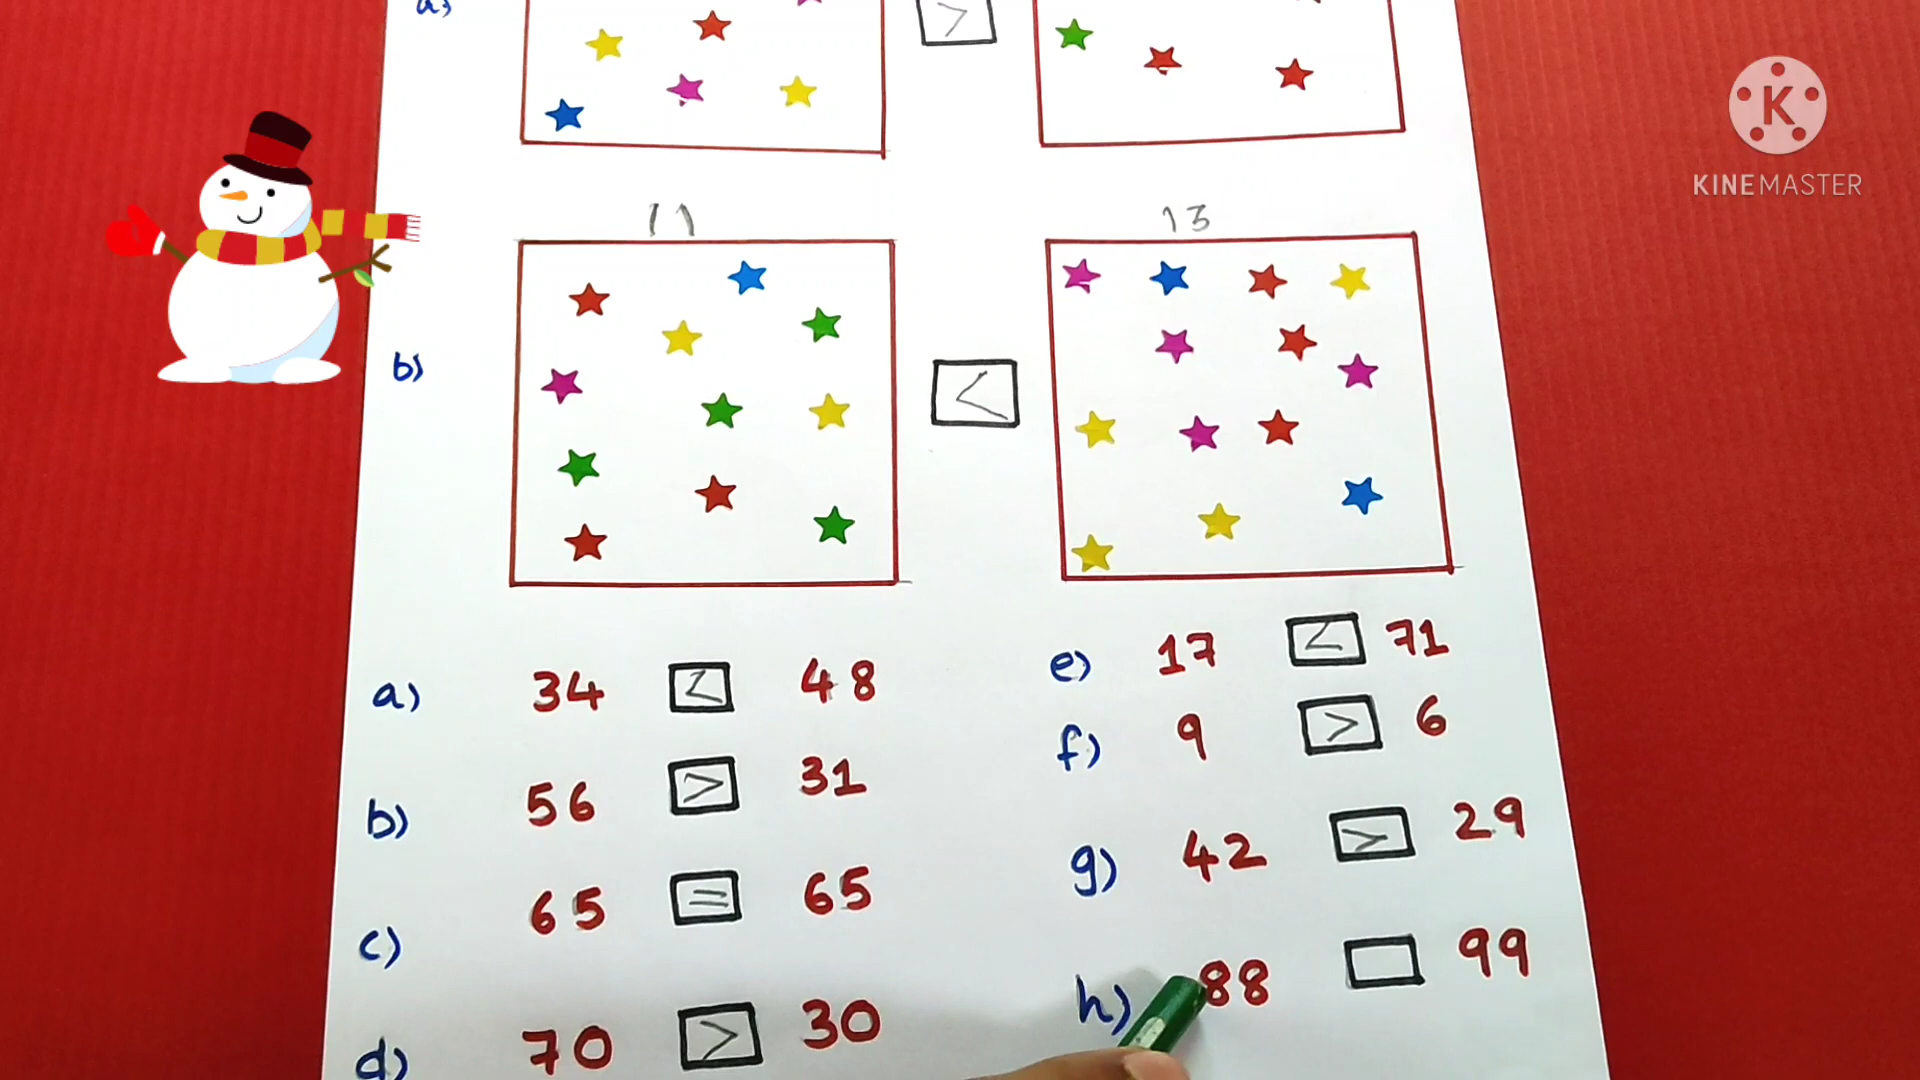 a)
>
K
KINEMASTER
11
13
b)
<
a) 34 < 48
b) 56 > 31
c) 65 = 65
d) 70 > 30
e) 17 < 71
f) 9 > 6
g) 42 > 29
h) 88 99